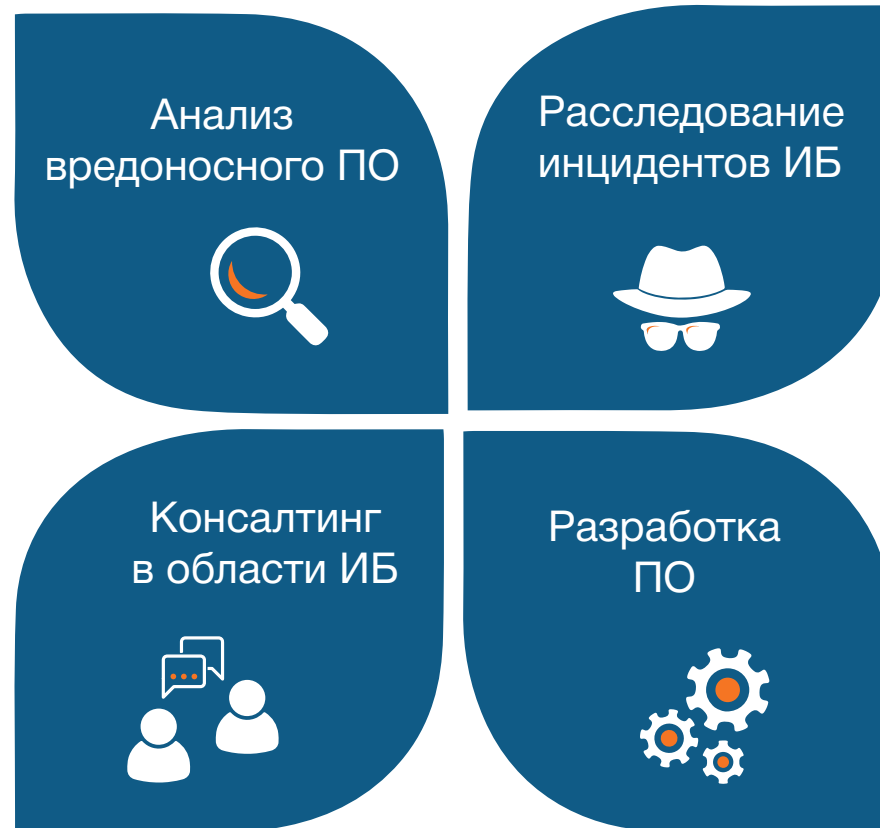 Анализ
вредоносного ПО
Расследование
инцидентов ИБ
Консалтинг
в области ИБ
Разработка
ПО